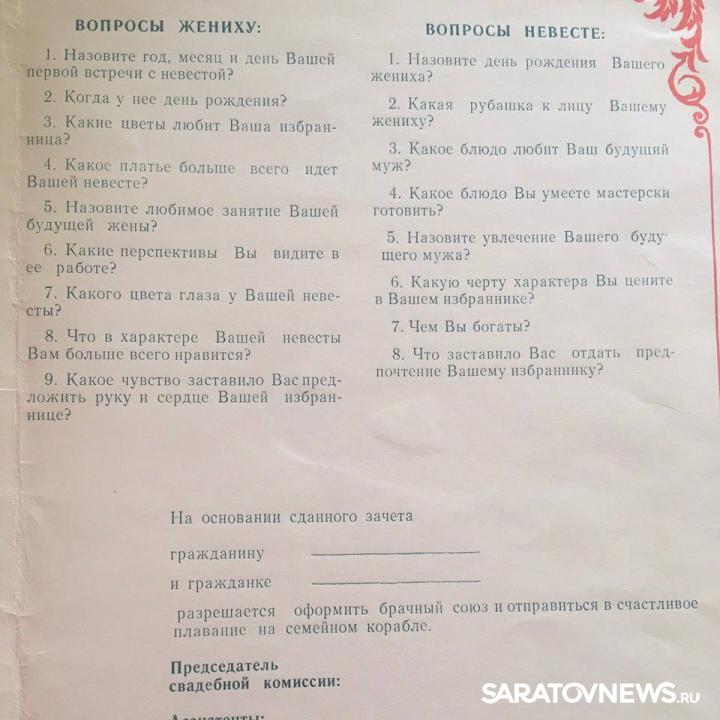 ВОПРОСЫ ЖЕНИХУ:
1. Назовите год, месяц и день Вашей
первой встречи с невестой?
2. Когда у нее день рождения?
3. Какие цветы любит Ваша избран-
ница?
4. Какое платье больше всего идет
Вашей невесте?
5. Назовите любимое занятие Вашей
будущей жены?
6. Какие перспективы Вы видите в
ее работе?
7. Какого цвета глаза у Вашей неве-
сты?
8. Что в характере Вашей невесты
Вам больше всего нравится?
9. Какое чувство заставило Вас пред-
ложить руку и сердце Вашей избран-
нице?
ВОПРОСЫ НЕВЕСТЕ:
1. Назовите день рождения Вашего
жениха?
2. Какая рубашка к лицу Вашему
жениху?
3. Какое блюдо любит Ваш будущий
муж?
4. Какое блюдо Вы умеете мастерски
готовить?
5. Назовите увлечение Вашего буду-
щего мужа?
6. Какую черту характера Вы цените
в Вашем избраннике?
7. Чем Вы богаты?
8. Что заставило Вас отдать пред-
почтение Вашему избраннику?
На основании сданного зачета
гражданину
и гражданке
разрешается оформить брачный союз и отправиться в счастливое
плавание на семейном корабле.
Председатель
свадебной комиссии:
Ассистенты:
SARATOVNEWS.RU